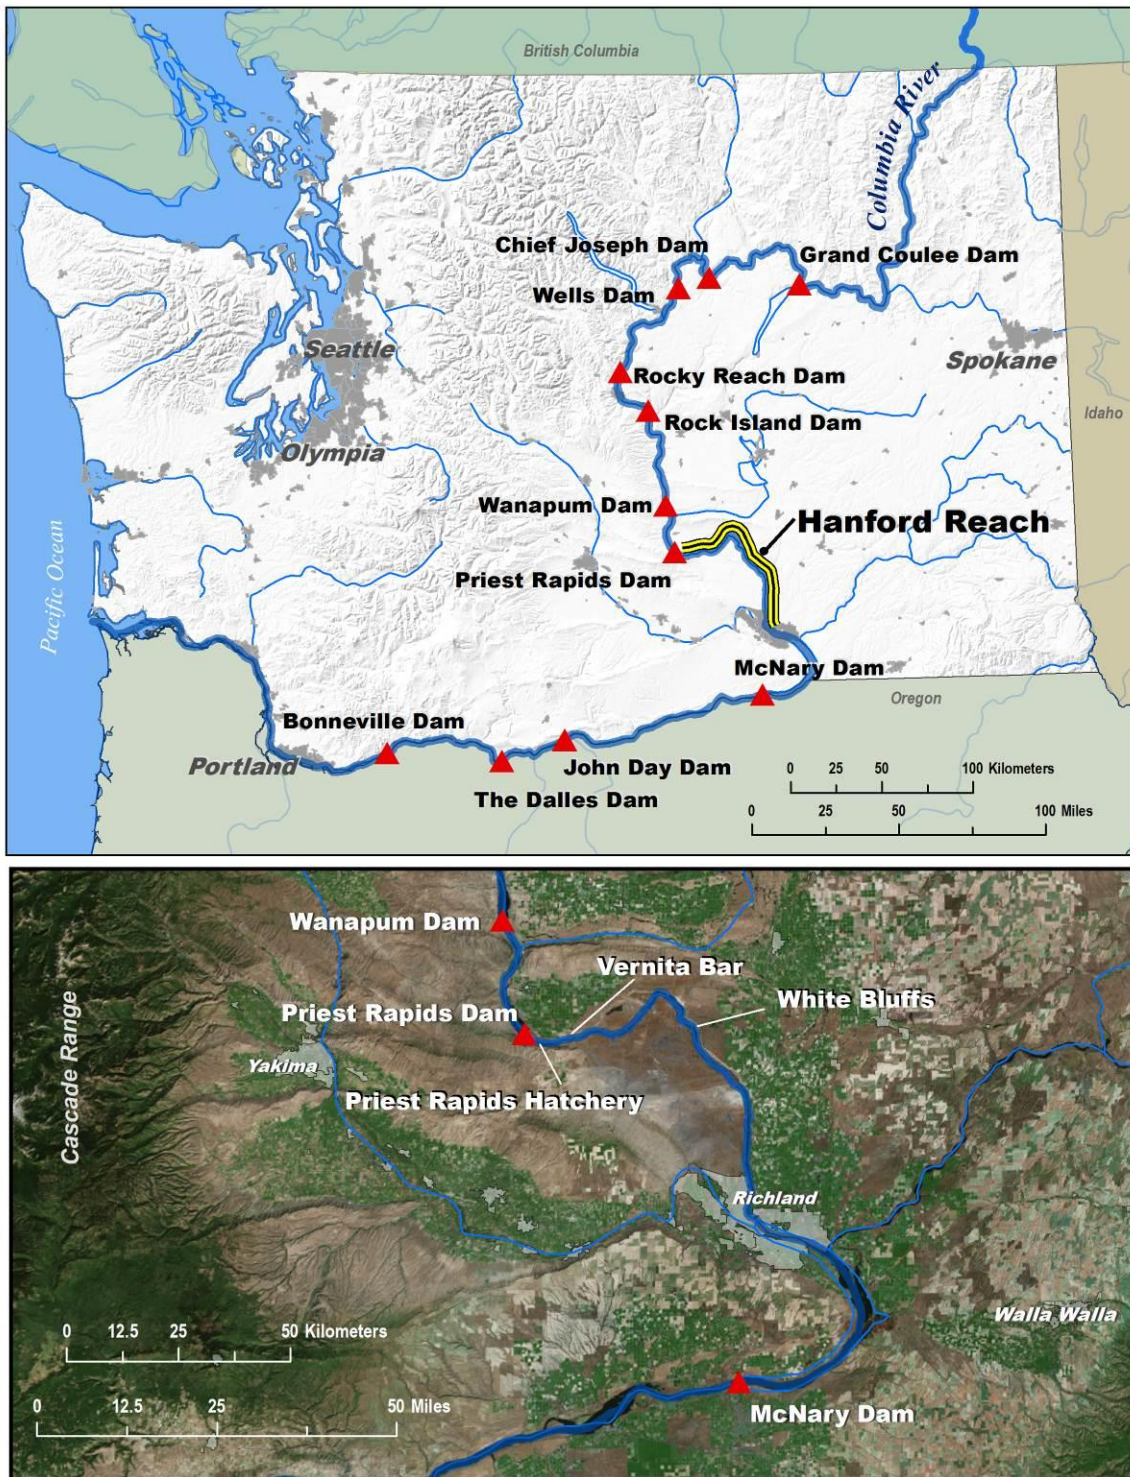 British Columbia
Columbia River
Chief Joseph Dam
Grand Coulee Dam
Wells Dam
Seattle
Spokane
Rocky Reach Dam
Idaho
Rock Island Dam
Olympia
Wanapum Dam
Hanford Reach
Pacific Ocean
Priest Rapids Dam
McNary Dam
Oregon
Bonneville Dam
Portland
John Day Dam
0 25 50 100 Kilometers
The Dalles Dam
0 25 50 100 Miles
Wanapum Dam
Vernita Bar
White Bluffs
Priest Rapids Dam
Cascade Range
Yakima
Priest Rapids Hatchery
Richland
Walla Walla
0 12.5 25 50 Kilometers
McNary Dam
0 12.5 25 50 Miles